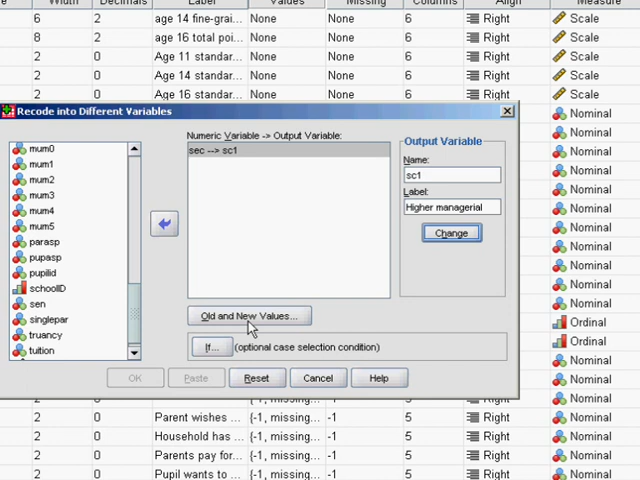 Width Decimals Label Values Missing Columns Align Measure
6 2 age 14 fine-grai... None None 6 Right Scale
8 2 age 16 total poi... None None 6 Right Scale
0 Age 11 standar... None None 6 Right Scale
0 Age 14 standar... None None 6 Right Scale
0 Age 16 standar... None None 6 Right Scale
Recode into Different Variables
mum0
mum1
mum2
mum3
mum4
mum5
parasp
pupasp
pupilid
schoolID
sen
singlepar
truancy
tuition
Numeric Variable -> Output Variable:
sec --> sc1
Output Variable
Name:
sc1
Label:
Higher managerial
Change
Old and New Values...
If... (optional case selection condition)
OK Paste Reset Cancel Help
Nominal
Nominal
Nominal
Nominal
Nominal
Nominal
Nominal
Nominal
Nominal
Nominal
Nominal
Ordinal
Ordinal
Nominal
Nominal
2 0 {-1, missing... -1 5 Right Nominal
2 0 Parent wishes ... {-1, missing... -1 5 Right Nominal
2 0 Household has ... {-1, missing... -1 5 Right Nominal
2 0 Parents pay for... {-1, missing... -1 5 Right Nominal
2 0 Pupil wants to ... {-1, missing... -1 5 Right Nominal